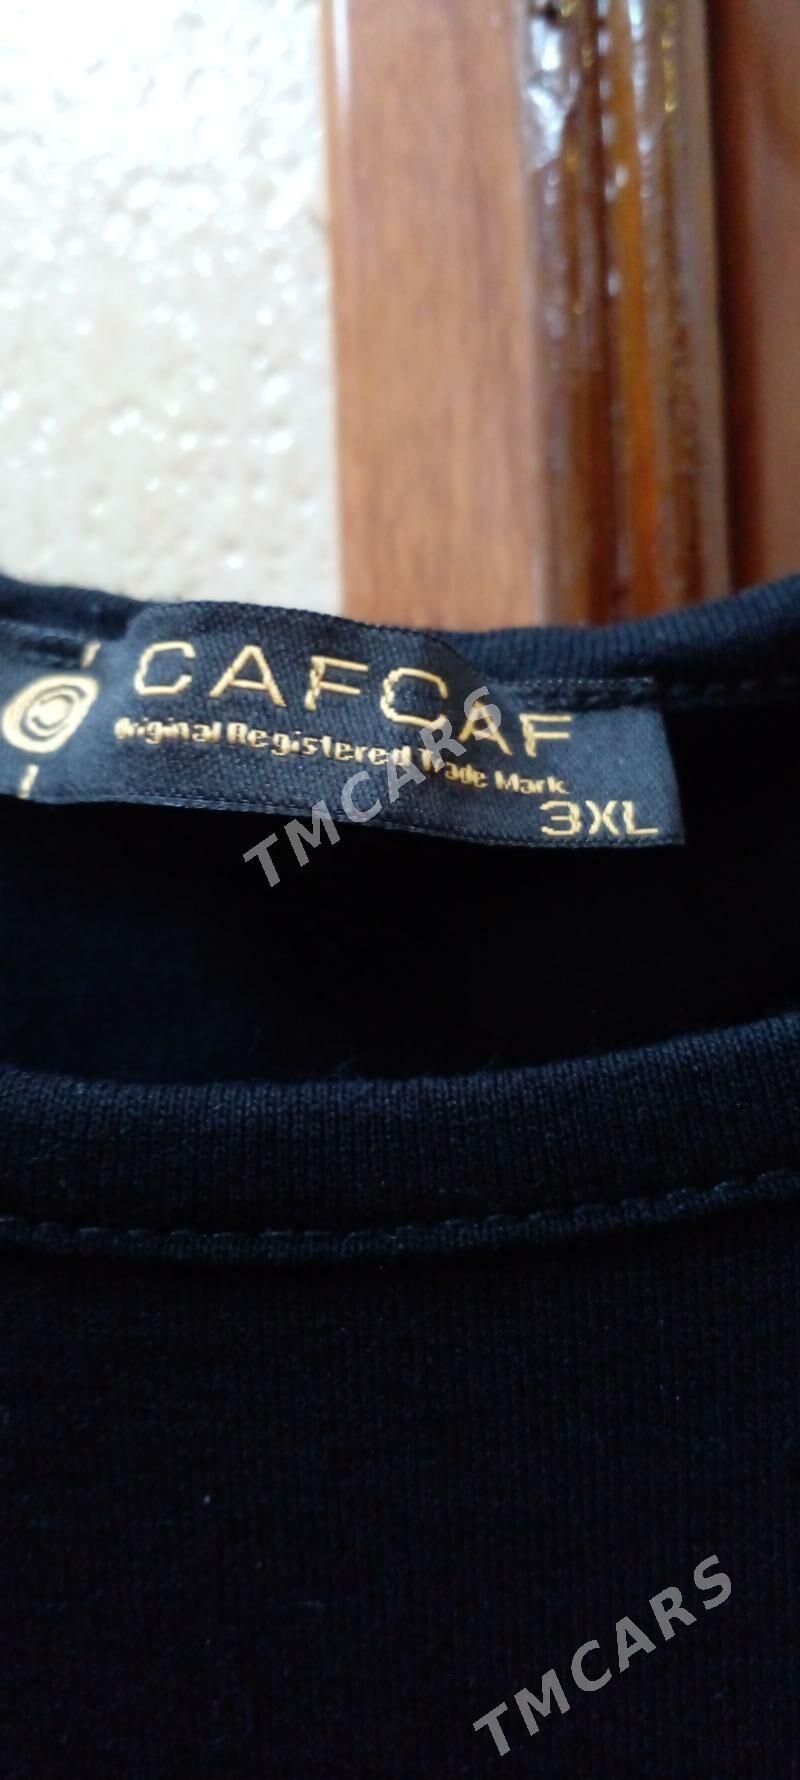 CAFCAF
Original Registered Trade Mark
3XL
TMCARS
TMCARS